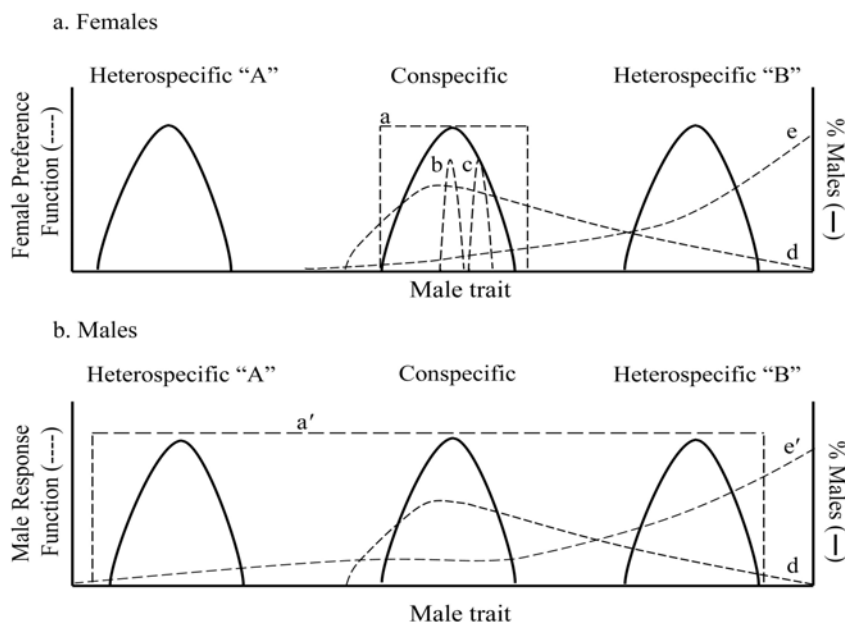 a. Females
Heterospecific “A” Conspecific Heterospecific “B”
Female Preference
Function (----)
a
b
c
d
e
% Males (—)
Male trait
b. Males
Heterospecific “A” Conspecific Heterospecific “B”
Male Response
Function (----)
a′
e′
d
% Males (—)
Male trait